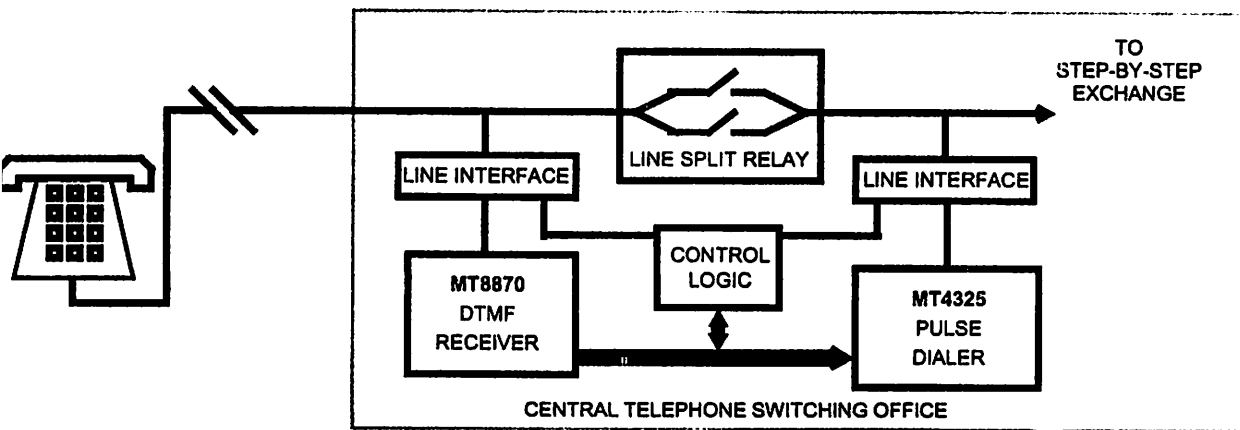 TO
STEP-BY-STEP
EXCHANGE
LINE SPLIT RELAY
LINE INTERFACE
LINE INTERFACE
CONTROL
LOGIC
MT8870
DTMF
RECEIVER
MT4325
PULSE
DIALER
CENTRAL TELEPHONE SWITCHING OFFICE